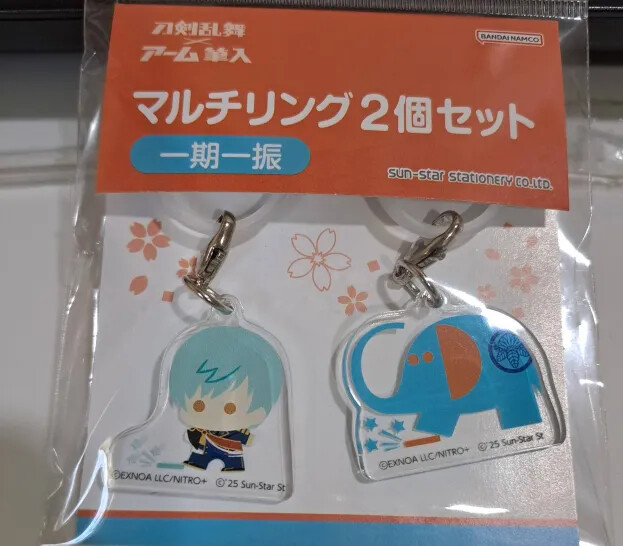 刀剣乱舞
×
アーム筆入
BANDAI NAMCO
マルチリング2個セット
一期一振
sun-star stationery co.,ltd.
©EXNOA LLC/NITRO+ ©'25 Sun-Star St
©EXNOA LLC/NITRO+ ©'25 Sun-Star St